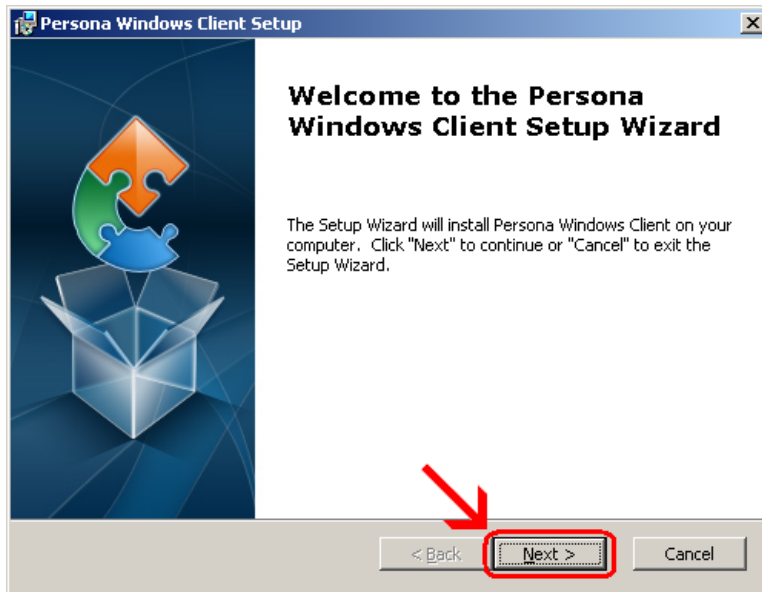 Persona Windows Client Setup
Welcome to the Persona
Windows Client Setup Wizard
The Setup Wizard will install Persona Windows Client on your
computer.  Click "Next" to continue or "Cancel" to exit the
Setup Wizard.
< Back
Next >
Cancel